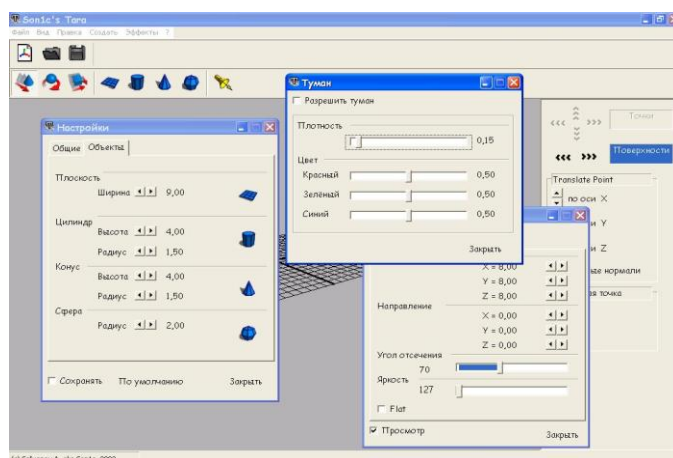 Son1c's Tora
Файл Вид Правка Создать Эффекты ?
Туман
Разрешить туман
Плотность
0,15
Цвет
Красный 0,50
Зелёный 0,50
Синий 0,50
Закрыть
Настройки
Общие Объекты
Плоскость
Ширина 9,00
Цилиндр
Высота 4,00
Радиус 1,50
Конус
Высота 4,00
Радиус 1,50
Сфера
Радиус 2,00
Сохранять По умолчанию Закрыть
<<< >>> Точки
<<< >>> Поверхности
Translate Point
по оси X
Y
Z
нормали
точка
X = 8,00
Y = 8,00
Z = 8,00
Направление
X = 0,00
Y = 0,00
Z = 0,00
Угол отсечения
70
Яркость
127
Flat
Просмотр Закрыть